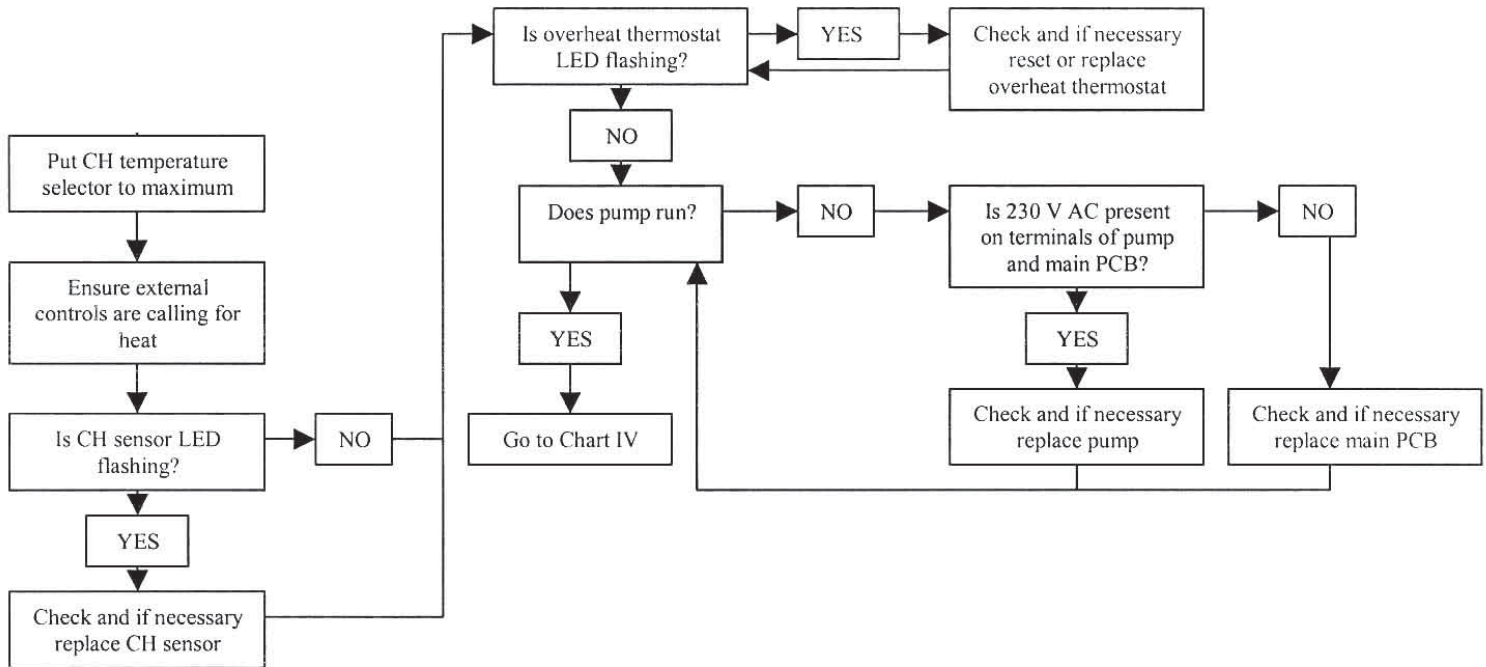 Put CH temperature
selector to maximum
Ensure external
controls are calling for
heat
Is CH sensor LED
flashing?
NO
YES
Check and if necessary
replace CH sensor
Is overheat thermostat
LED flashing?
YES
Check and if necessary
reset or replace
overheat thermostat
NO
Does pump run?
NO
Is 230 V AC present
on terminals of pump
and main PCB?
NO
YES
Go to Chart IV
YES
Check and if necessary
replace pump
Check and if necessary
replace main PCB